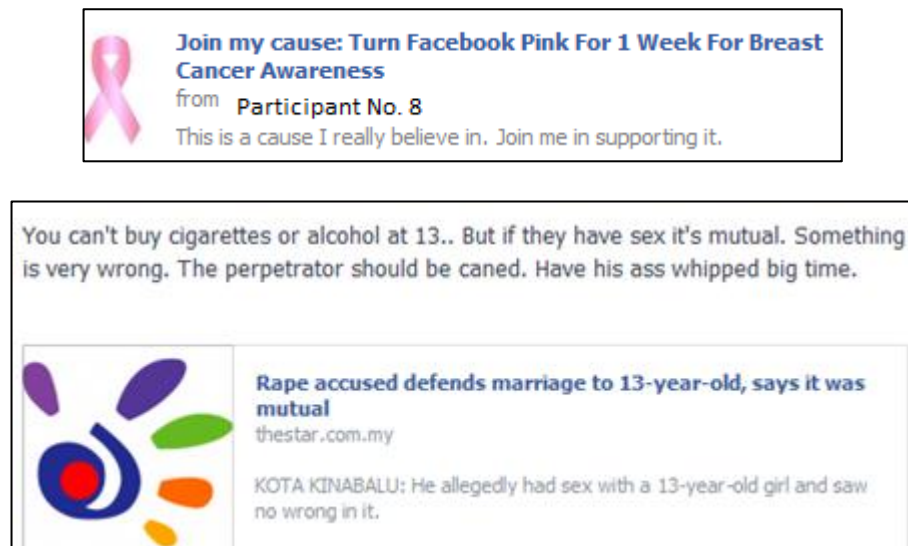 Join my cause: Turn Facebook Pink For 1 Week For Breast
Cancer Awareness
from Participant No. 8
This is a cause I really believe in. Join me in supporting it.
You can't buy cigarettes or alcohol at 13.. But if they have sex it's mutual. Something
is very wrong. The perpetrator should be caned. Have his ass whipped big time.
Rape accused defends marriage to 13-year-old, says it was
mutual
thestar.com.my
KOTA KINABALU: He allegedly had sex with a 13-year-old girl and saw
no wrong in it.